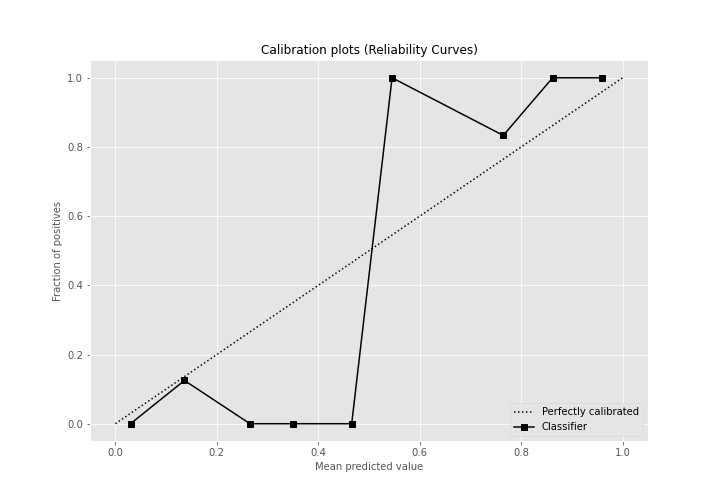 Calibration plots (Reliability Curves)
1.0
0.8
0.6
0.4
0.2
0.0
Fraction of positives
0.0 0.2 0.4 0.6 0.8 1.0
Mean predicted value
Perfectly calibrated
Classifier